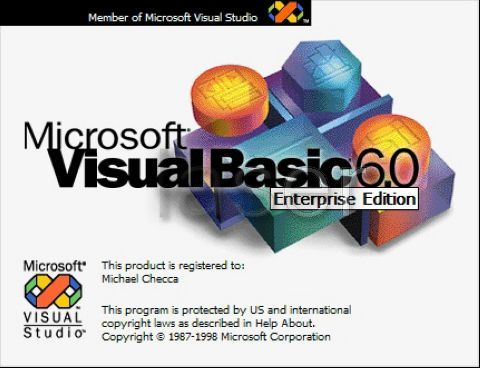 Member of Microsoft Visual Studio
Microsoft®
Visual Basic 6.0
Enterprise Edition
Microsoft®
VISUAL
Studio™
This product is registered to:
Michael Checca
This program is protected by US and international
copyright laws as described in Help About.
Copyright © 1987-1998 Microsoft Corporation